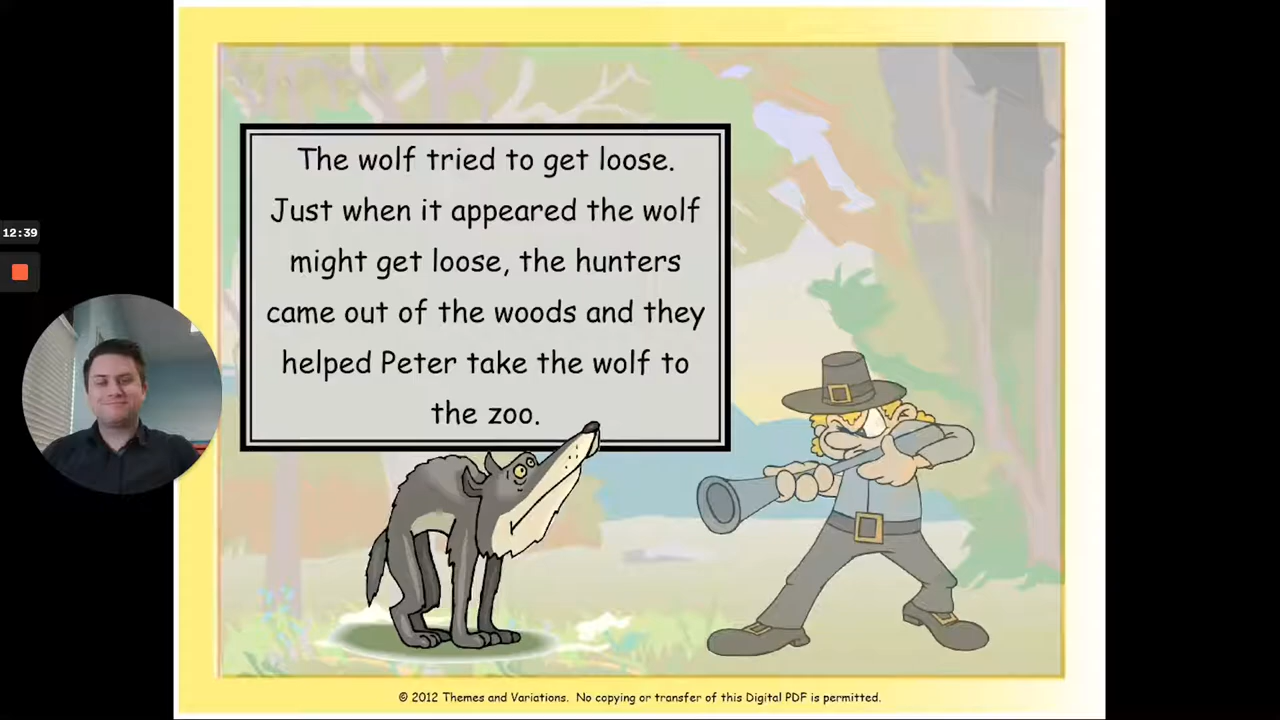 The wolf tried to get loose.
Just when it appeared the wolf
might get loose, the hunters
came out of the woods and they
helped Peter take the wolf to
the zoo.
12:39
© 2012 Themes and Variations. No copying or transfer of this Digital PDF is permitted.